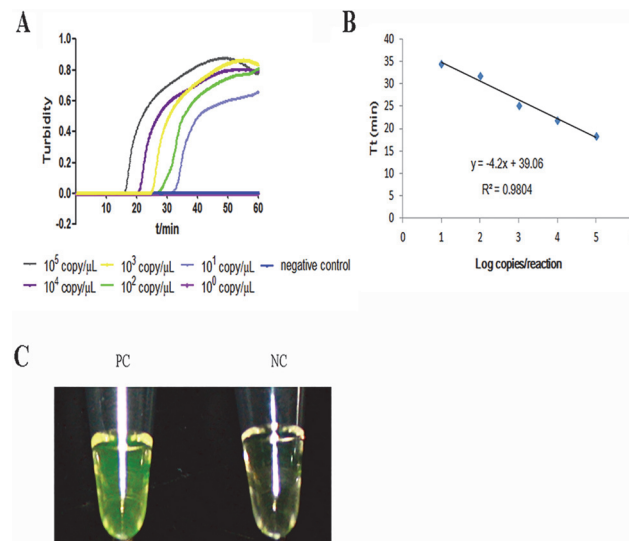 A
1.0
0.8
0.6
0.4
0.2
0.0
-0.2
Turbidity
0 10 20 30 40 50 60
t/min
10⁵ copy/μL 10³ copy/μL 10¹ copy/μL negative control
10⁴ copy/μL 10² copy/μL 10⁰ copy/μL
B
40
35
30
25
20
15
10
5
0
Tt (min)
y = -4.2x + 39.06
R² = 0.9804
0 1 2 3 4 5 6
Log copies/reaction
C
PC NC